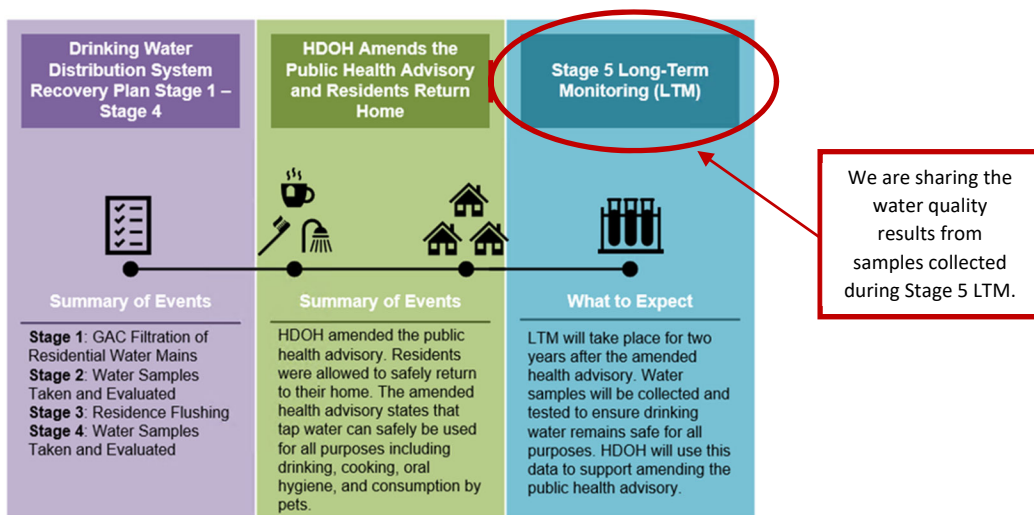 Drinking Water
Distribution System
Recovery Plan Stage 1 –
Stage 4
Summary of Events
Stage 1: GAC Filtration of
Residential Water Mains
Stage 2: Water Samples
Taken and Evaluated
Stage 3: Residence Flushing
Stage 4: Water Samples
Taken and Evaluated
HDOH Amends the
Public Health Advisory
and Residents Return
Home
Summary of Events
HDOH amended the public
health advisory. Residents
were allowed to safely return
to their home. The amended
health advisory states that
tap water can safely be used
for all purposes including
drinking, cooking, oral
hygiene, and consumption by
pets.
Stage 5 Long-Term
Monitoring (LTM)
What to Expect
LTM will take place for two
years after the amended
health advisory. Water
samples will be collected and
tested to ensure drinking
water remains safe for all
purposes. HDOH will use this
data to support amending the
public health advisory.
We are sharing the
water quality
results from
samples collected
during Stage 5 LTM.